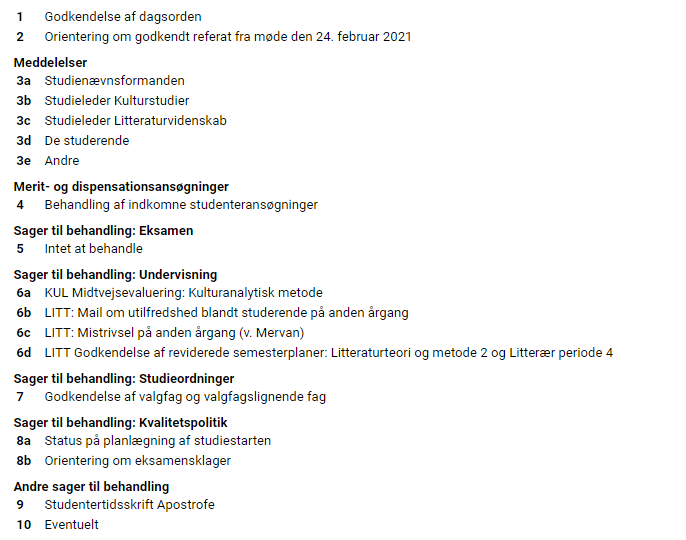 1 Godkendelse af dagsorden
2 Orientering om godkendt referat fra møde den 24. februar 2021
Meddelelser
3a Studienævnsformanden
3b Studieleder Kulturstudier
3c Studieleder Litteraturvidenskab
3d De studerende
3e Andre
Merit- og dispensationsansøgninger
4 Behandling af indkomne studenteransøgninger
Sager til behandling: Eksamen
5 Intet at behandle
Sager til behandling: Undervisning
6a KUL Midtvejsevaluering: Kulturanalytisk metode
6b LITT: Mail om utilfredshed blandt studerende på anden årgang
6c LITT: Mistrivsel på anden årgang (v. Mervan)
6d LITT Godkendelse af reviderede semesterplaner: Litteraturteori og metode 2 og Litterær periode 4
Sager til behandling: Studieordninger
7 Godkendelse af valgfag og valgfagslignende fag
Sager til behandling: Kvalitetspolitik
8a Status på planlægning af studiestarten
8b Orientering om eksamensklager
Andre sager til behandling
9 Studentertidsskrift Apostrofe
10 Eventuelt